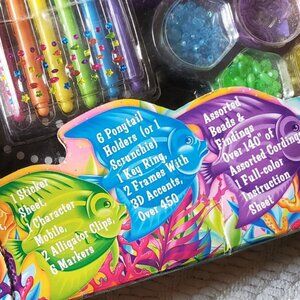 1 Sticker
Sheet,
1 Character
Mobile,
2 Alligator Clips,
6 Markers
6 Ponytail
Holders (or 1
Scrunchie)
1 Key Ring,
2 Frames With
3D Accents,
Over 450
Assorted
Beads &
Findings
Over 140" of
Assorted Cording
1 Full-color
Instruction
Sheet